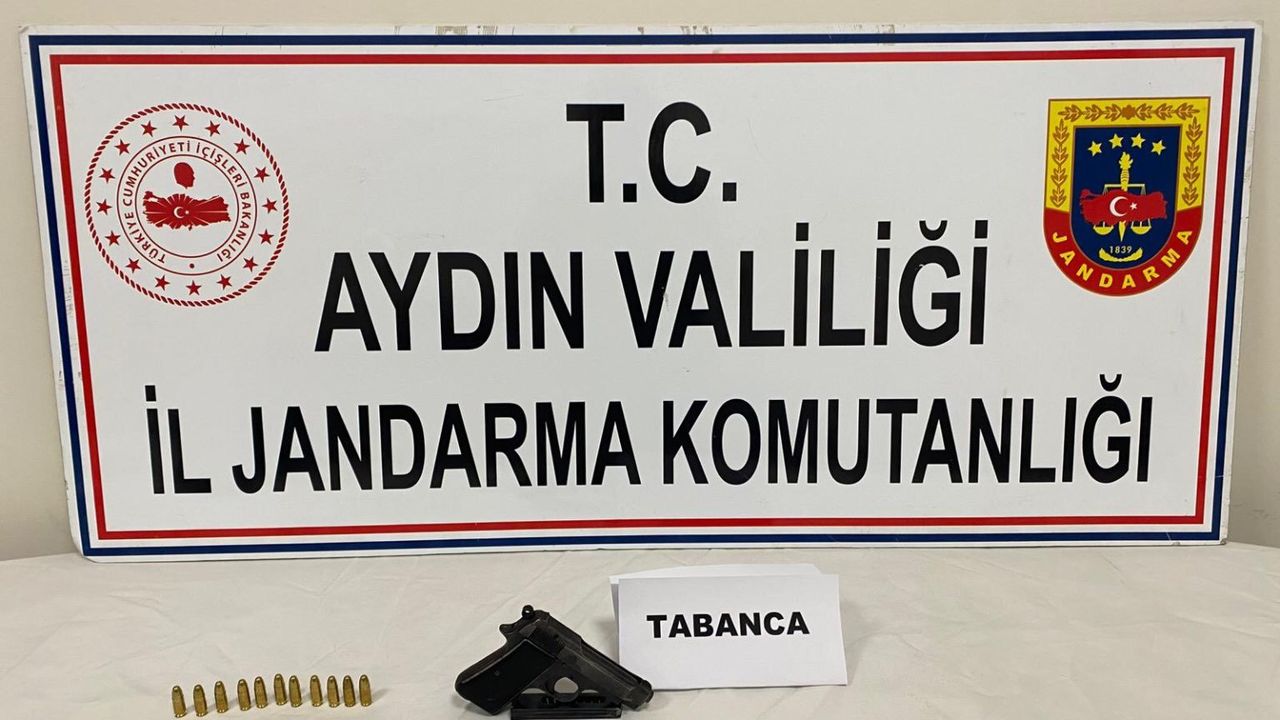 TÜRKİYE CUMHURİYETİ İÇİŞLERİ BAKANLIĞI
T.C.
AYDIN VALİLİĞİ
İL JANDARMA KOMUTANLIĞI
1839
JANDARMA
TABANCA